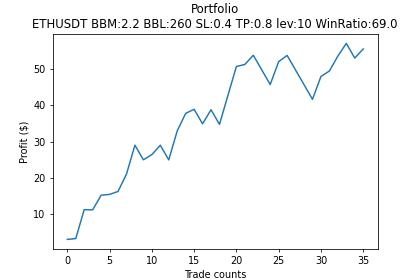 Portfolio
ETHUSDT BBM:2.2 BBL:260 SL:0.4 TP:0.8 lev:10 WinRatio:69.0
Profit ($)
50
40
30
20
10
0 5 10 15 20 25 30 35
Trade counts